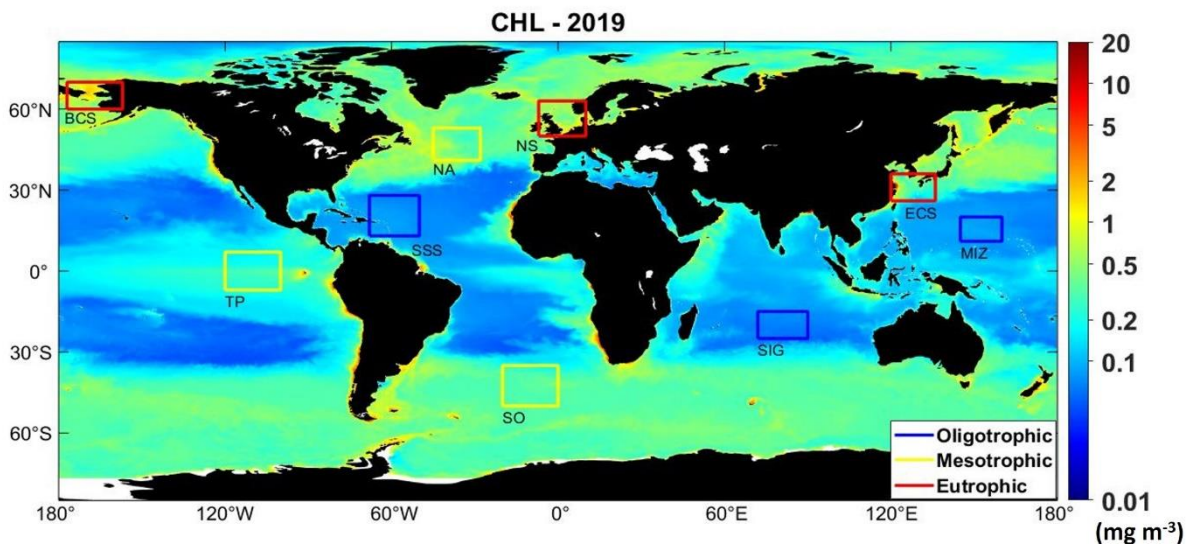 CHL - 2019
60°N
30°N
0°
30°S
60°S
180°
120°W
60°W
0°
60°E
120°E
180°
BCS
NS
NA
ECS
SSS
MIZ
TP
SIG
SO
Oligotrophic
Mesotrophic
Eutrophic
20
10
5
2
1
0.5
0.2
0.1
0.01
(mg m⁻³)